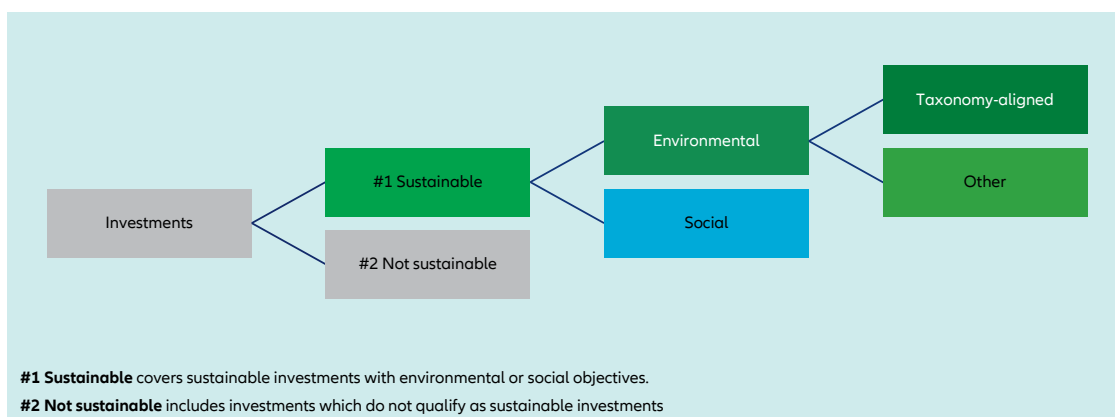 Taxonomy-aligned
Environmental
#1 Sustainable
Other
Investments
Social
#2 Not sustainable
#1 Sustainable covers sustainable investments with environmental or social objectives.
#2 Not sustainable includes investments which do not qualify as sustainable investments